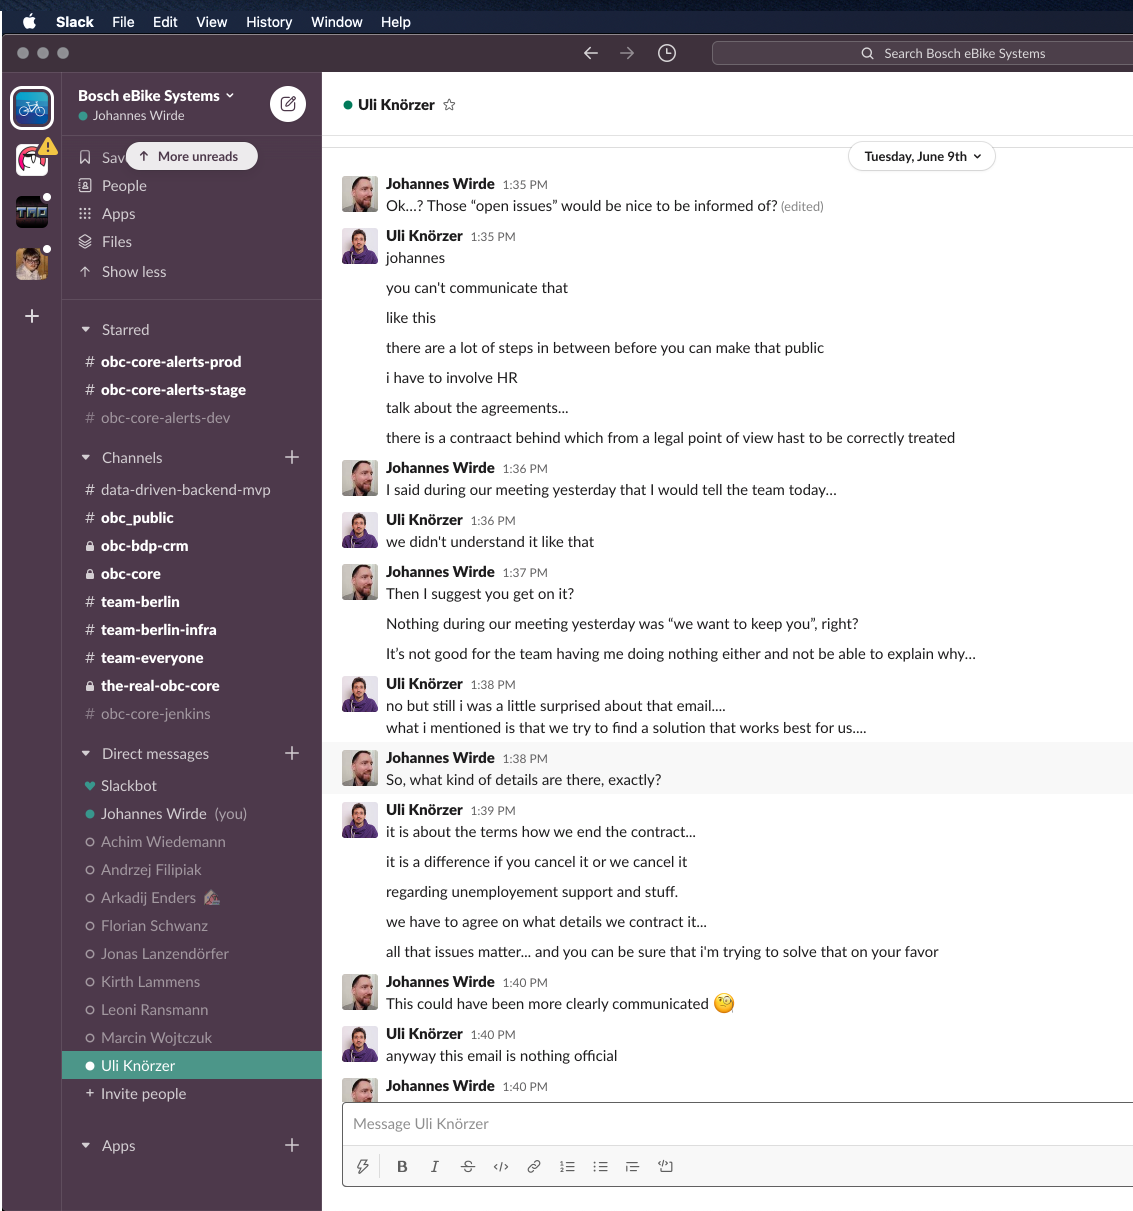 Slack File Edit View History Window Help
Search Bosch eBike Systems
Bosch eBike Systems
Johannes Wirde
Sav
More unreads
People
Apps
Files
Show less
Starred
# obc-core-alerts-prod
# obc-core-alerts-stage
# obc-core-alerts-dev
Channels
# data-driven-backend-mvp
# obc_public
obc-bdp-crm
obc-core
# team-berlin
# team-berlin-infra
# team-everyone
the-real-obc-core
# obc-core-jenkins
Direct messages
Slackbot
Johannes Wirde (you)
Achim Wiedemann
Andrzej Filipiak
Arkadij Enders
Florian Schwanz
Jonas Lanzendörfer
Kirth Lammens
Leoni Ransmann
Marcin Wojtczuk
Uli Knörzer
+ Invite people
Apps
TMD
Uli Knörzer
Tuesday, June 9th
Johannes Wirde 1:35 PM
Ok...? Those “open issues” would be nice to be informed of? (edited)
Uli Knörzer 1:35 PM
johannes
you can't communicate that
like this
there are a lot of steps in between before you can make that public
i have to involve HR
talk about the agreements...
there is a contraact behind which from a legal point of view hast to be correctly treated
Johannes Wirde 1:36 PM
I said during our meeting yesterday that I would tell the team today...
Uli Knörzer 1:36 PM
we didn't understand it like that
Johannes Wirde 1:37 PM
Then I suggest you get on it?
Nothing during our meeting yesterday was “we want to keep you”, right?
It’s not good for the team having me doing nothing either and not be able to explain why...
Uli Knörzer 1:38 PM
no but still i was a little surprised about that email....
what i mentioned is that we try to find a solution that works best for us....
Johannes Wirde 1:38 PM
So, what kind of details are there, exactly?
Uli Knörzer 1:39 PM
it is about the terms how we end the contract...
it is a difference if you cancel it or we cancel it
regarding unemployement support and stuff.
we have to agree on what details we contract it...
all that issues matter... and you can be sure that i'm trying to solve that on your favor
Johannes Wirde 1:40 PM
This could have been more clearly communicated 🧐
Uli Knörzer 1:40 PM
anyway this email is nothing official
Johannes Wirde 1:40 PM
Message Uli Knörzer
B I S </>